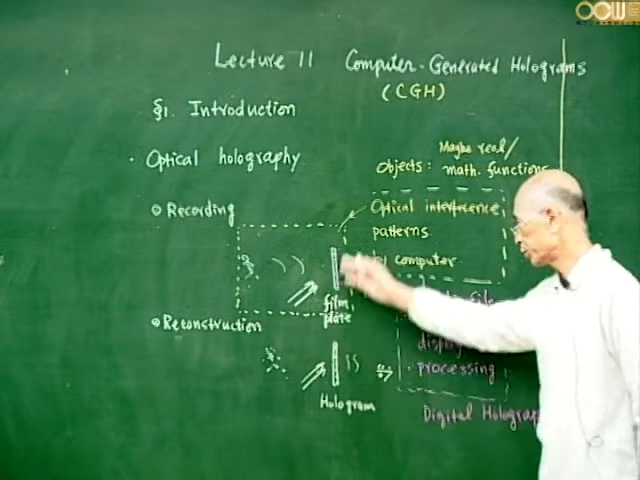 OCW
Lecture 11 Computer-Generated Holograms
(CGH)
§1. Introduction
Optical holography
Maybe real/
Objects: math. functions
Recording
Optical interference
patterns
computer
film
plate
Reconstruction
processing
Hologram
Digital Holograp